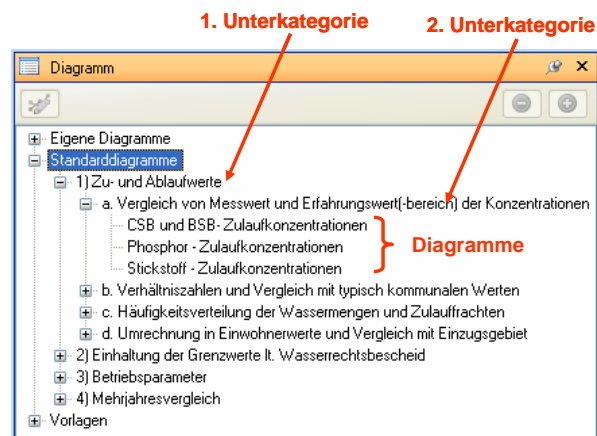 1. Unterkategorie
2. Unterkategorie
Diagramm
Eigene Diagramme
Standarddiagramme
1) Zu- und Ablaufwerte
a. Vergleich von Messwert und Erfahrungswert(-bereich) der Konzentrationen
CSB und BSB- Zulaufkonzentrationen
Phosphor - Zulaufkonzentrationen
Stickstoff - Zulaufkonzentrationen
Diagramme
b. Verhältniszahlen und Vergleich mit typisch kommunalen Werten
c. Häufigkeitsverteilung der Wassermengen und Zulauffrachten
d. Umrechnung in Einwohnerwerte und Vergleich mit Einzugsgebiet
2) Einhaltung der Grenzwerte lt. Wasserrechtsbescheid
3) Betriebsparameter
4) Mehrjahresvergleich
Vorlagen